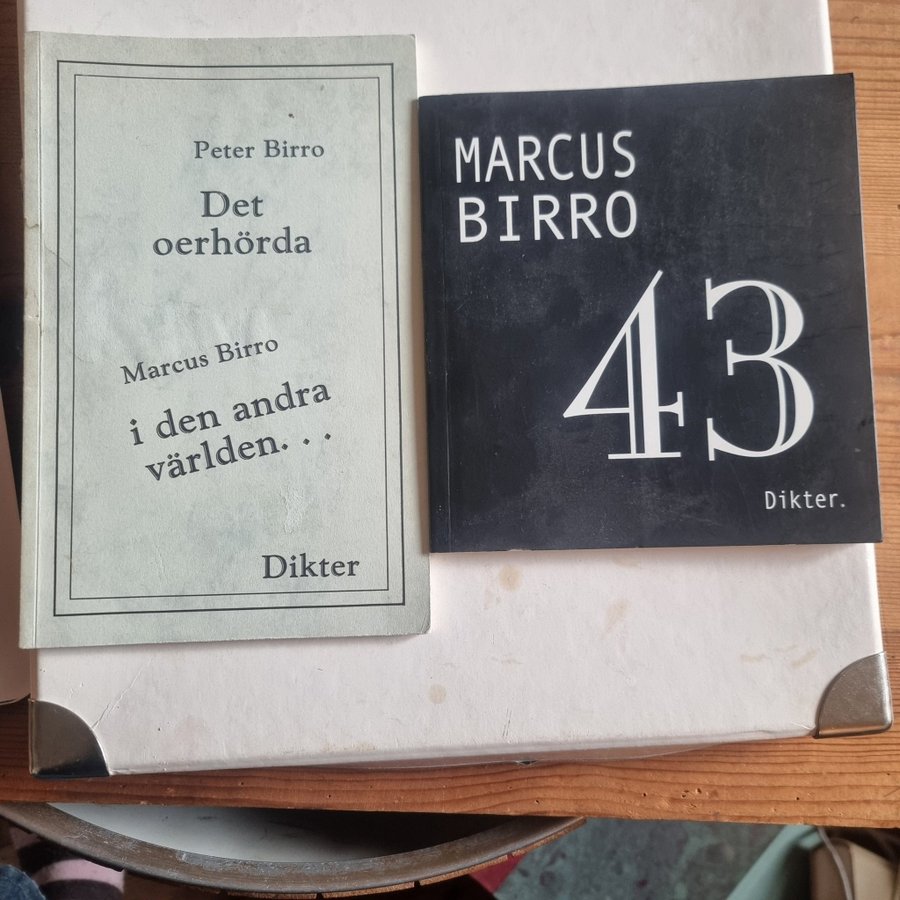 Peter Birro
Det
oerhörda
Marcus Birro
i den andra
världen. . .
Dikter
MARCUS
BIRRO
43
Dikter.